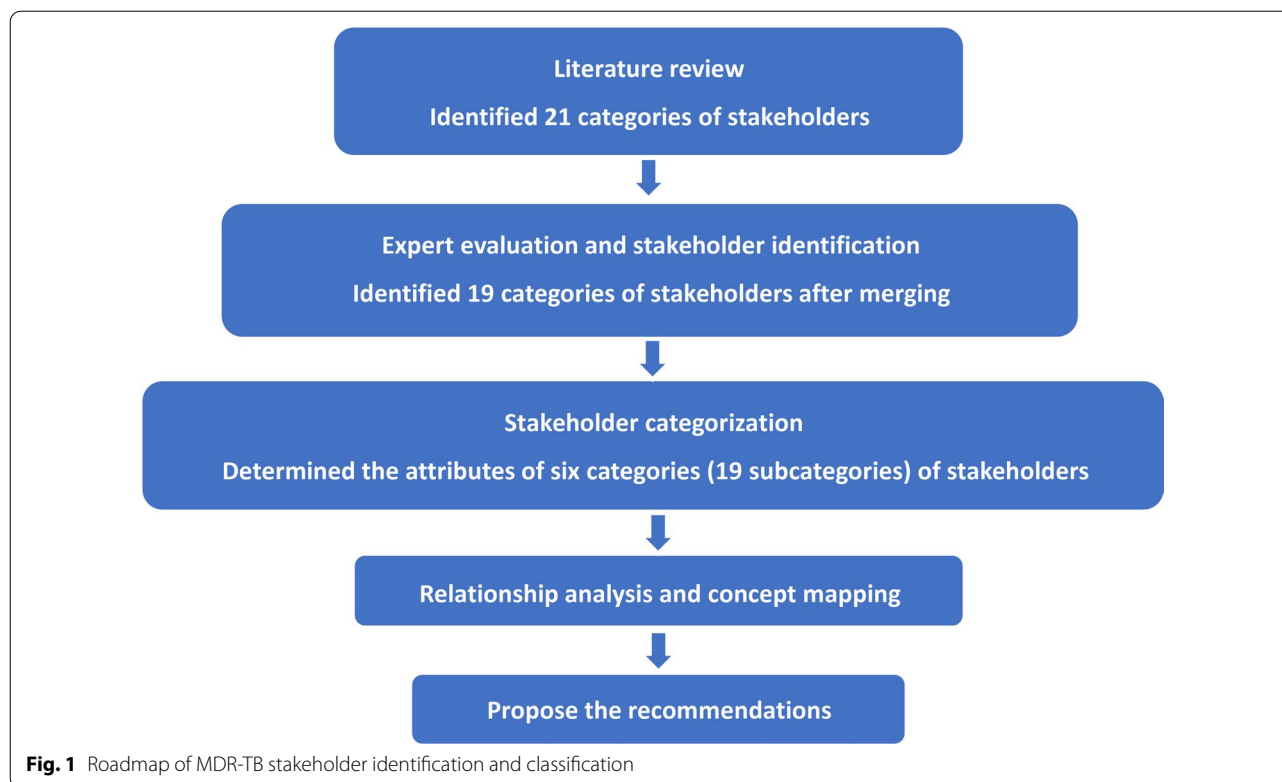 Literature review
Identified 21 categories of stakeholders
Expert evaluation and stakeholder identification
Identified 19 categories of stakeholders after merging
Stakeholder categorization
Determined the attributes of six categories (19 subcategories) of stakeholders
Relationship analysis and concept mapping
Propose the recommendations
Fig. 1 Roadmap of MDR-TB stakeholder identification and classification